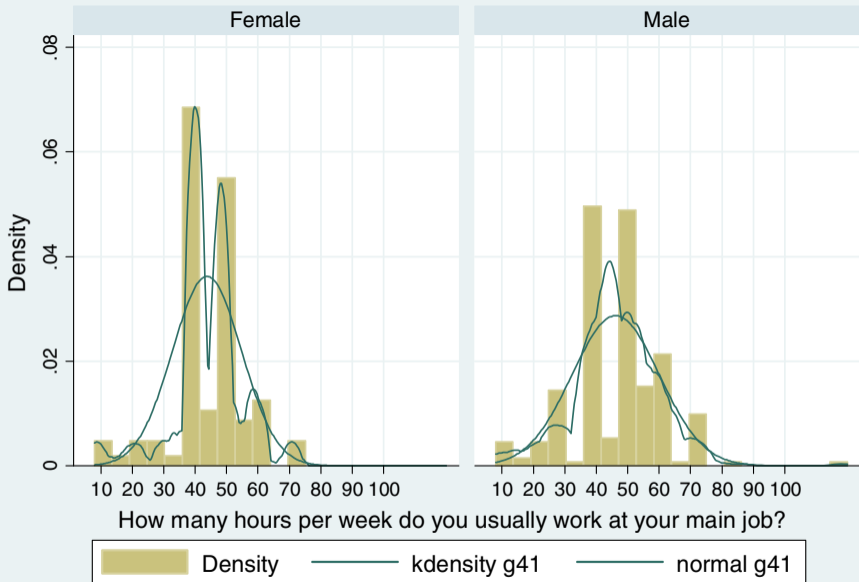 Female Male
.08
.06
.04
.02
0
Density
10 20 30 40 50 60 70 80 90 100 10 20 30 40 50 60 70 80 90 100
How many hours per week do you usually work at your main job?
Density kdensity g41 normal g41